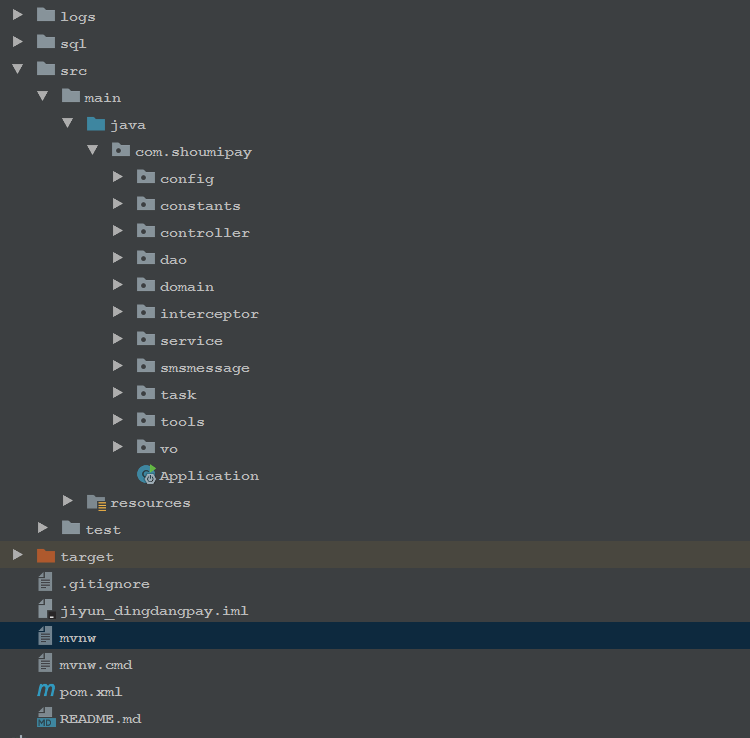 logs
sql
src
main
java
com.shoumipay
config
constants
controller
dao
domain
interceptor
service
smsmessage
task
tools
vo
Application
resources
test
target
.gitignore
jiyun_dingdangpay.iml
mvnw
mvnw.cmd
pom.xml
README.md